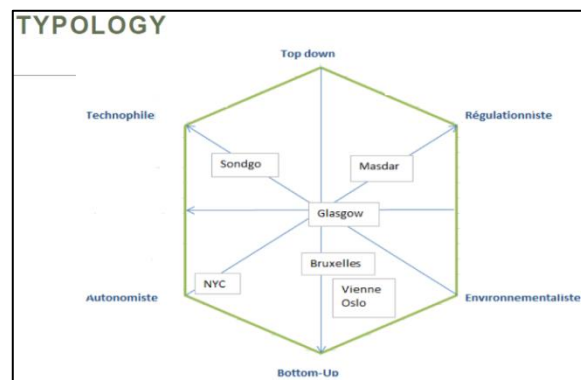 TYPOLOGY
Top down
Technophile
Régulationniste
Sondgo
Masdar
Glasgow
Bruxelles
NYC
Vienne
Oslo
Autonomiste
Environnementaliste
Bottom-Up